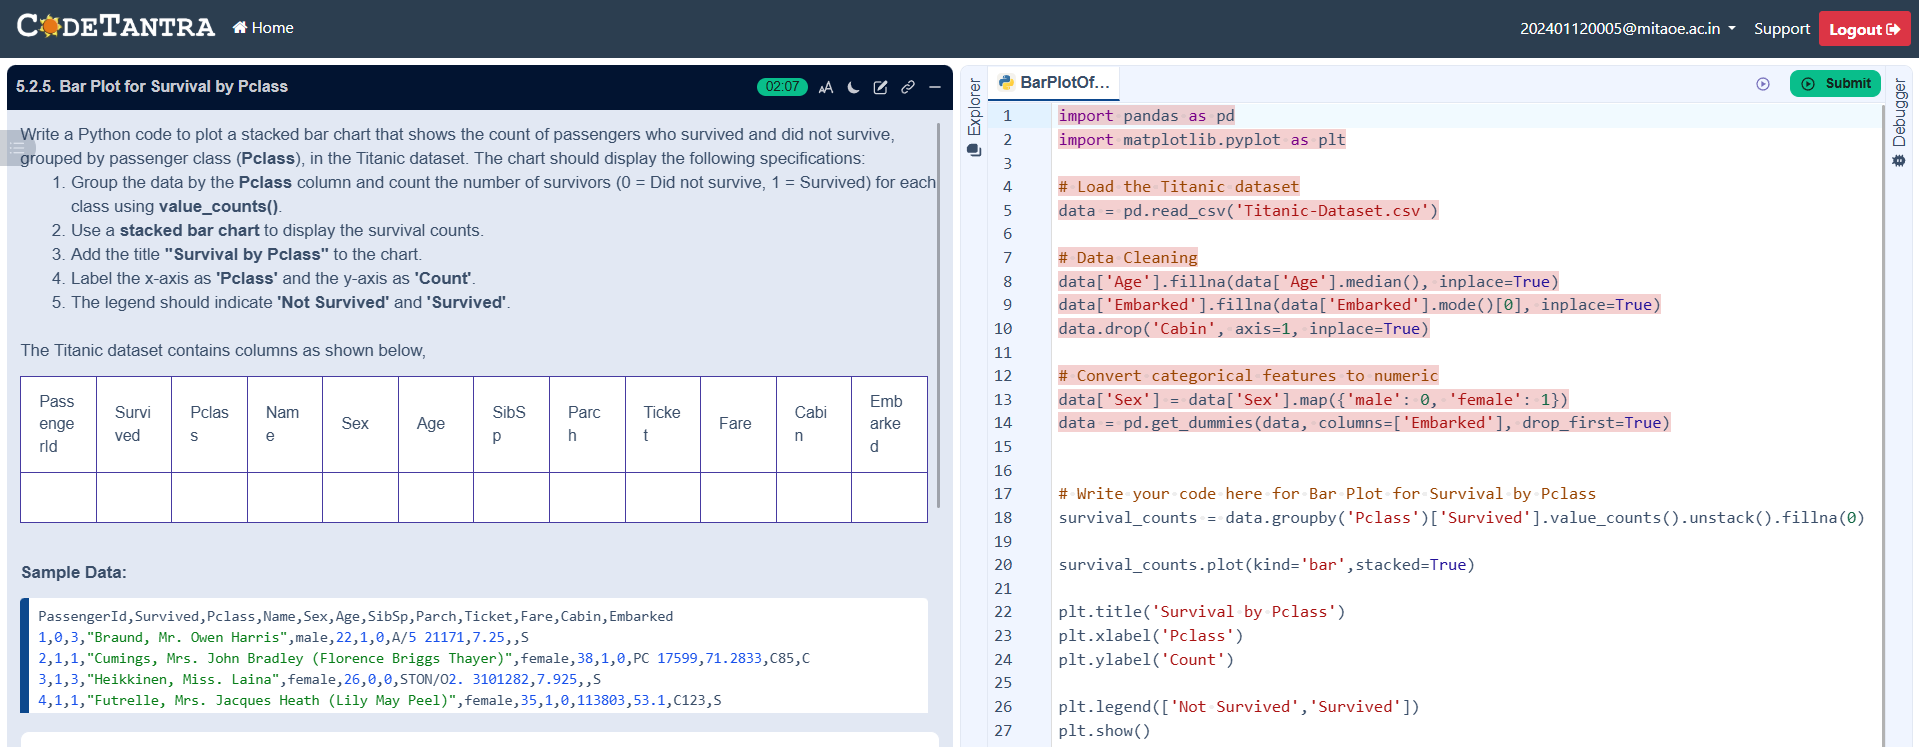 CODETANTRA
Home
202401120005@mitaoe.ac.in
Support
Logout
5.2.5. Bar Plot for Survival by Pclass
02:07
AA
Write a Python code to plot a stacked bar chart that shows the count of passengers who survived and did not survive,
grouped by passenger class (Pclass), in the Titanic dataset. The chart should display the following specifications:
1. Group the data by the Pclass column and count the number of survivors (0 = Did not survive, 1 = Survived) for each
class using value_counts().
2. Use a stacked bar chart to display the survival counts.
3. Add the title "Survival by Pclass" to the chart.
4. Label the x-axis as 'Pclass' and the y-axis as 'Count'.
5. The legend should indicate 'Not Survived' and 'Survived'.
The Titanic dataset contains columns as shown below,
Pass
enge
rId
Survi
ved
Pclas
s
Nam
e
Sex
Age
SibS
p
Parc
h
Ticke
t
Fare
Cabi
n
Emb
arke
d
Sample Data:
PassengerId,Survived,Pclass,Name,Sex,Age,SibSp,Parch,Ticket,Fare,Cabin,Embarked
1,0,3,"Braund, Mr. Owen Harris",male,22,1,0,A/5 21171,7.25,,S
2,1,1,"Cumings, Mrs. John Bradley (Florence Briggs Thayer)",female,38,1,0,PC 17599,71.2833,C85,C
3,1,3,"Heikkinen, Miss. Laina",female,26,0,0,STON/O2. 3101282,7.925,,S
4,1,1,"Futrelle, Mrs. Jacques Heath (Lily May Peel)",female,35,1,0,113803,53.1,C123,S
Explorer
BarPlotOf...
Submit
Debugger
1 import pandas as pd
2 import matplotlib.pyplot as plt
3
4 # Load the Titanic dataset
5 data = pd.read_csv('Titanic-Dataset.csv')
6
7 # Data Cleaning
8 data['Age'].fillna(data['Age'].median(), inplace=True)
9 data['Embarked'].fillna(data['Embarked'].mode()[0], inplace=True)
10 data.drop('Cabin', axis=1, inplace=True)
11
12 # Convert categorical features to numeric
13 data['Sex'] = data['Sex'].map({'male': 0, 'female': 1})
14 data = pd.get_dummies(data, columns=['Embarked'], drop_first=True)
15
16
17 # Write your code here for Bar Plot for Survival by Pclass
18 survival_counts = data.groupby('Pclass')['Survived'].value_counts().unstack().fillna(0)
19
20 survival_counts.plot(kind='bar',stacked=True)
21
22 plt.title('Survival by Pclass')
23 plt.xlabel('Pclass')
24 plt.ylabel('Count')
25
26 plt.legend(['Not Survived','Survived'])
27 plt.show()